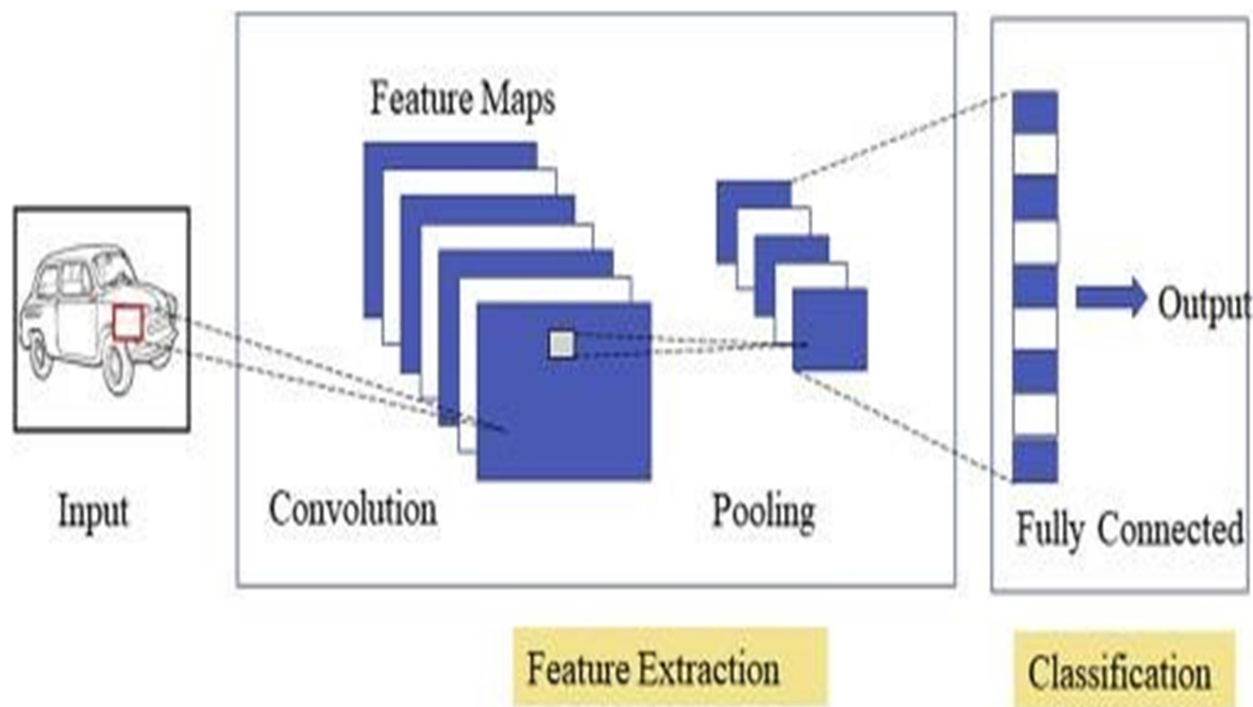 Feature Maps
Input
Convolution
Pooling
Output
Fully Connected
Feature Extraction
Classification